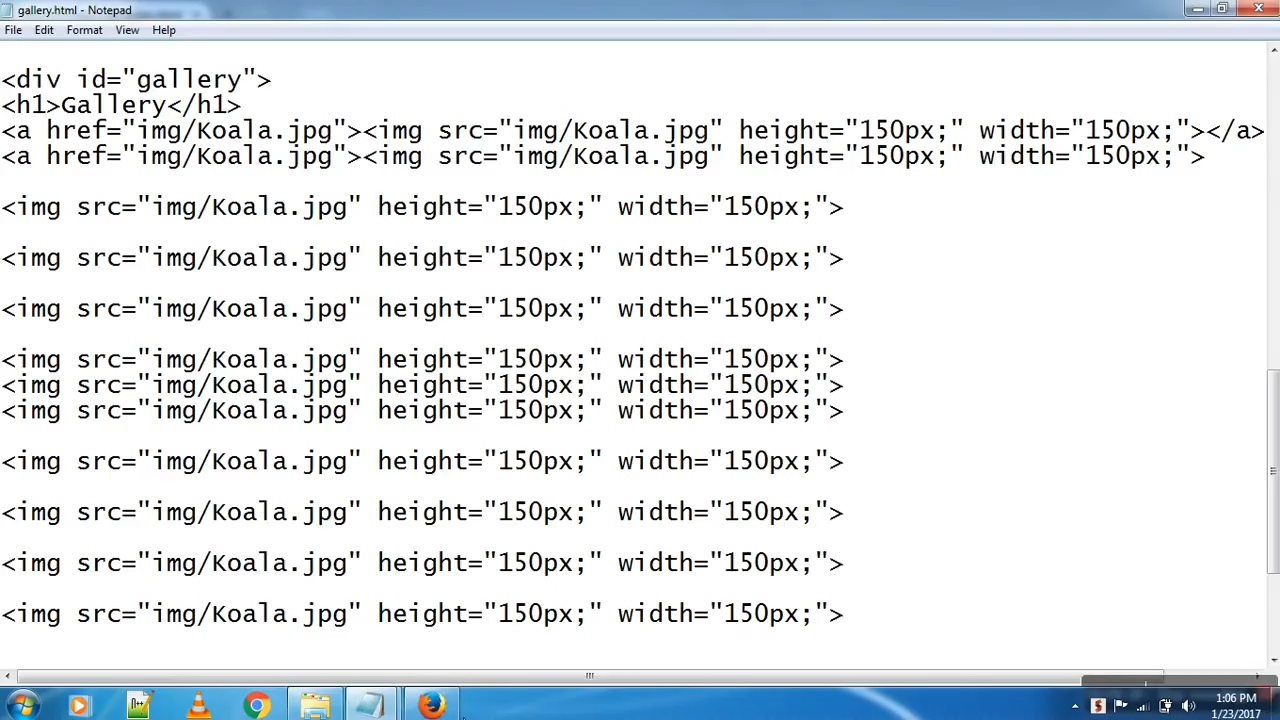 gallery.html - Notepad
File Edit Format View Help
<div id="gallery">
<h1>Gallery</h1>
<a href="img/Koala.jpg"><img src="img/Koala.jpg" height="150px;" width="150px;"></a>
<a href="img/Koala.jpg"><img src="img/Koala.jpg" height="150px;" width="150px;">
<img src="img/Koala.jpg" height="150px;" width="150px;">
<img src="img/Koala.jpg" height="150px;" width="150px;">
<img src="img/Koala.jpg" height="150px;" width="150px;">
<img src="img/Koala.jpg" height="150px;" width="150px;">
<img src="img/Koala.jpg" height="150px;" width="150px;">
<img src="img/Koala.jpg" height="150px;" width="150px;">
<img src="img/Koala.jpg" height="150px;" width="150px;">
<img src="img/Koala.jpg" height="150px;" width="150px;">
<img src="img/Koala.jpg" height="150px;" width="150px;">
<img src="img/Koala.jpg" height="150px;" width="150px;">
1:06 PM
1/23/2017